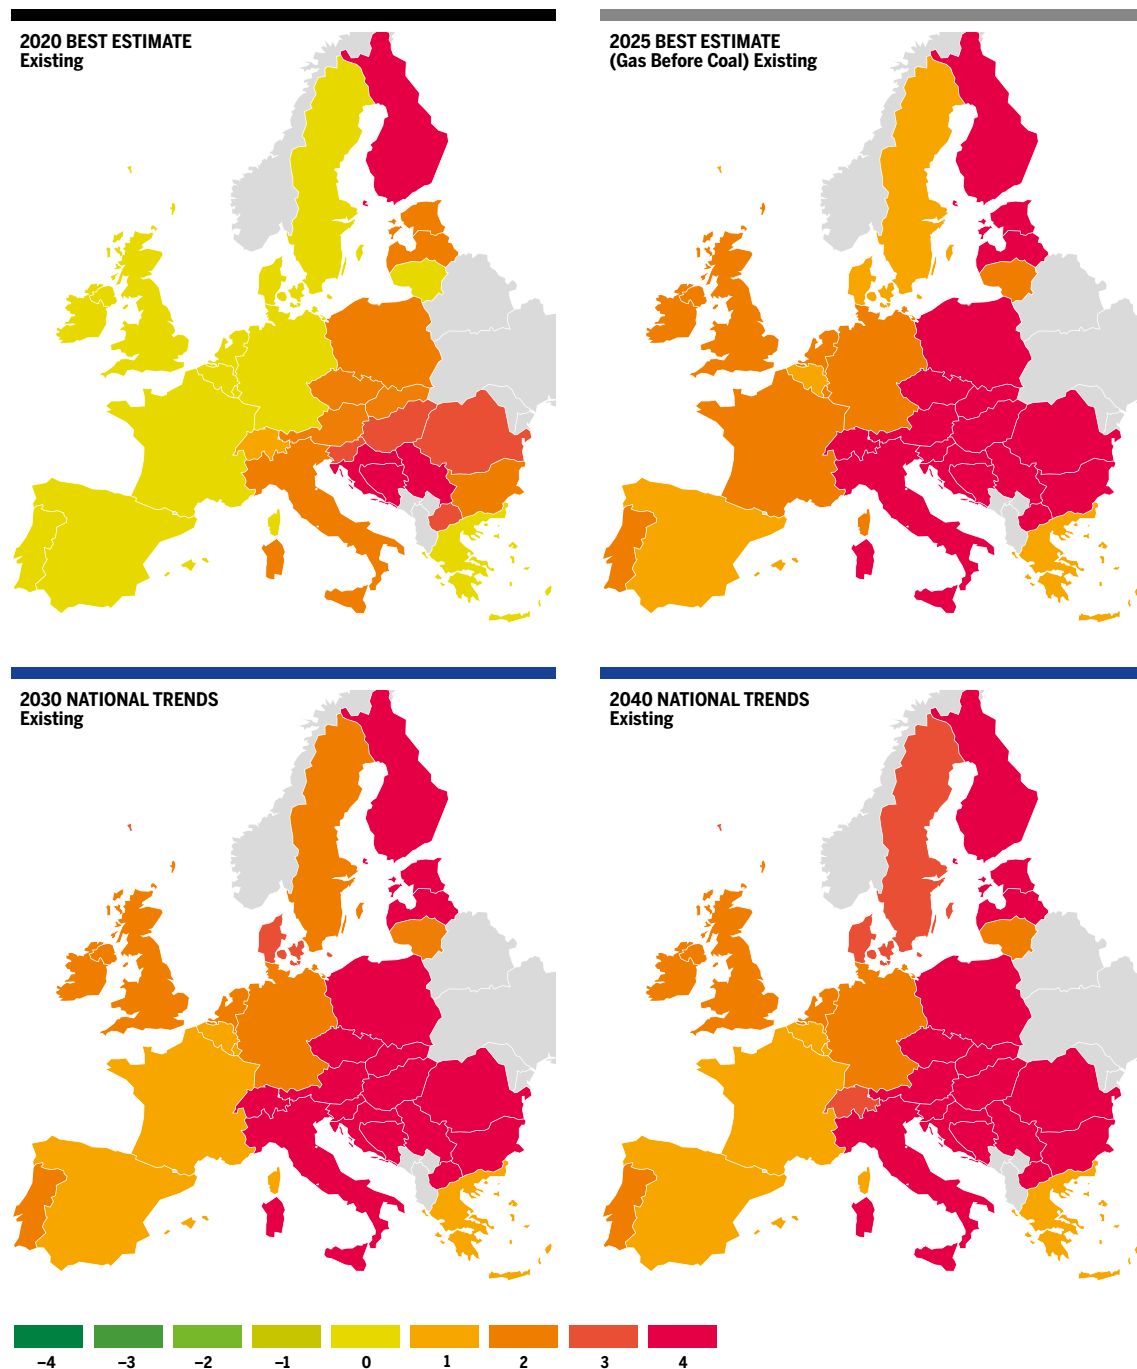 2020 BEST ESTIMATE
Existing
2025 BEST ESTIMATE
(Gas Before Coal) Existing
2030 NATIONAL TRENDS
Existing
2040 NATIONAL TRENDS
Existing
–4 –3 –2 –1 0 1 2 3 4